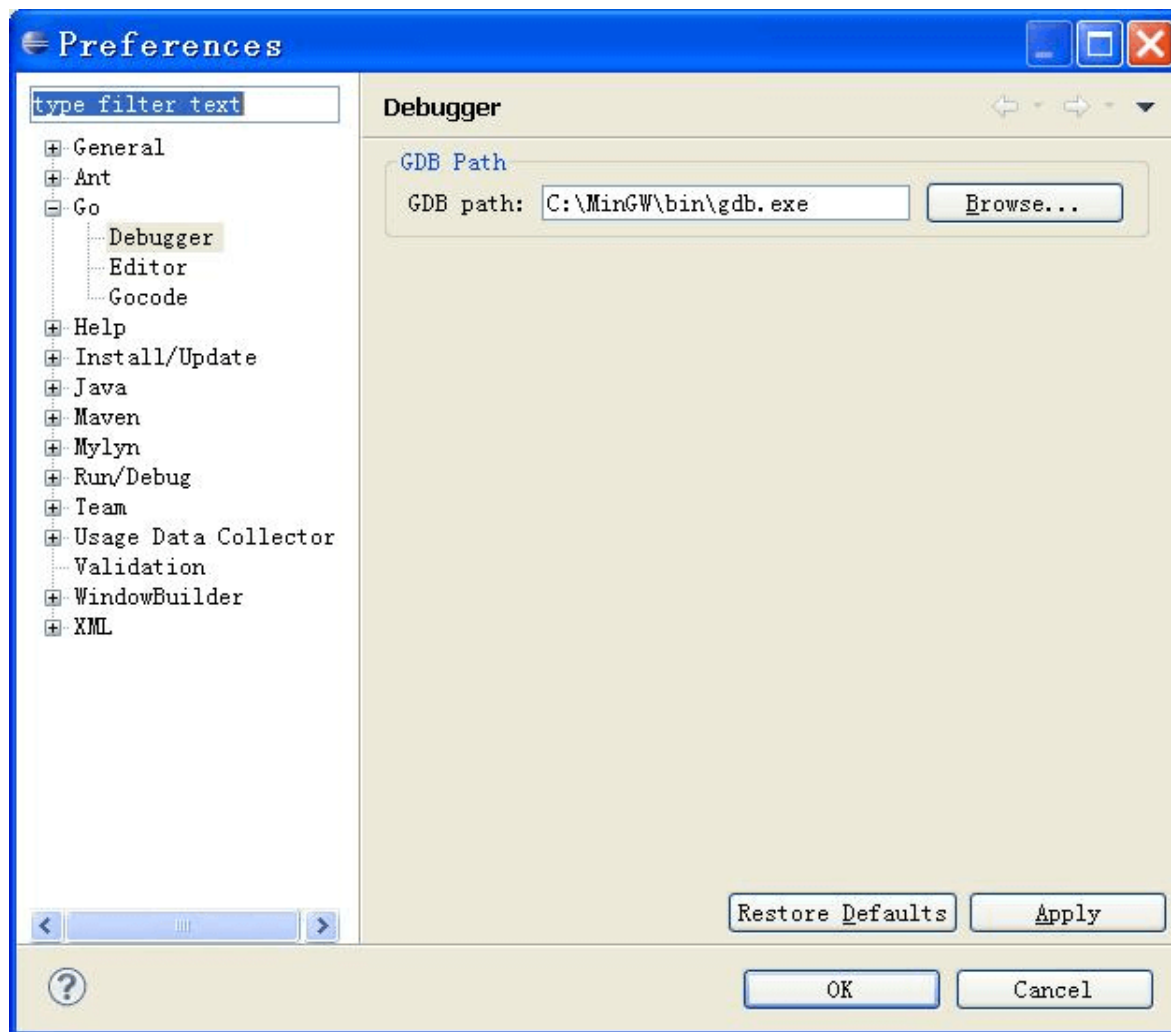 Preferences
type filter text
General
Ant
Go
Debugger
Editor
Gocode
Help
Install/Update
Java
Maven
Mylyn
Run/Debug
Team
Usage Data Collector
Validation
WindowBuilder
XML
Debugger
GDB Path
GDB path: C:\MinGW\bin\gdb.exe Browse...
Restore Defaults Apply
OK Cancel